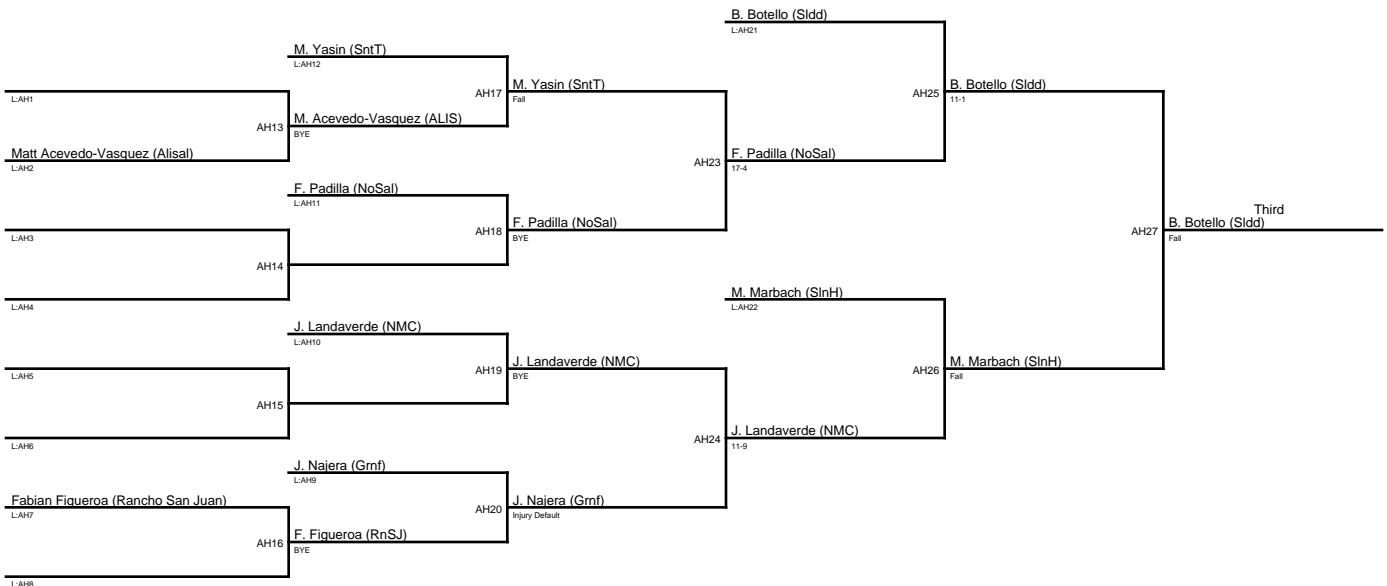 B. Botello (Sldd)
L:AH21
M. Yasin (SntT)
L:AH12
AH17
M. Yasin (SntT)
Fall
AH25
B. Botello (Sldd)
11-1
L:AH1
AH13
M. Acevedo-Vasquez (ALIS)
BYE
Matt Acevedo-Vasquez (Alisal)
L:AH2
AH23
F. Padilla (NoSal)
17-4
F. Padilla (NoSal)
L:AH11
AH18
F. Padilla (NoSal)
BYE
L:AH3
AH14
L:AH4
Third
AH27
B. Botello (Sldd)
Fall
M. Marbach (SlnH)
L:AH22
J. Landaverde (NMC)
L:AH10
AH19
J. Landaverde (NMC)
BYE
AH26
M. Marbach (SlnH)
Fall
L:AH5
AH15
L:AH6
AH24
J. Landaverde (NMC)
11-9
J. Najera (Grnf)
L:AH9
AH20
J. Najera (Grnf)
Injury Default
Fabian Figueroa (Rancho San Juan)
L:AH7
AH16
F. Figueroa (RnSJ)
BYE
L:AH8